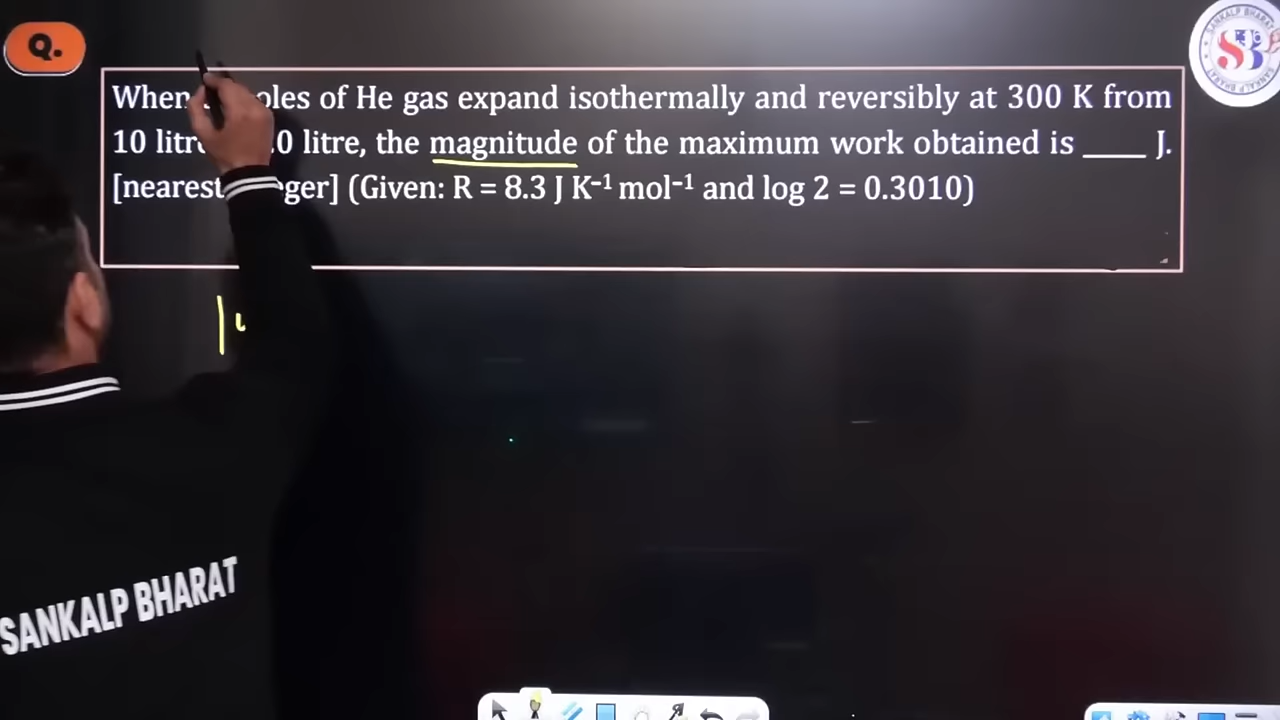 Q.
When oles of He gas expand isothermally and reversibly at 300 K from
10 litr 0 litre, the magnitude of the maximum work obtained is ____ J.
[nearest ger] (Given: R = 8.3 J K⁻¹ mol⁻¹ and log 2 = 0.3010)
SANKALP BHARAT